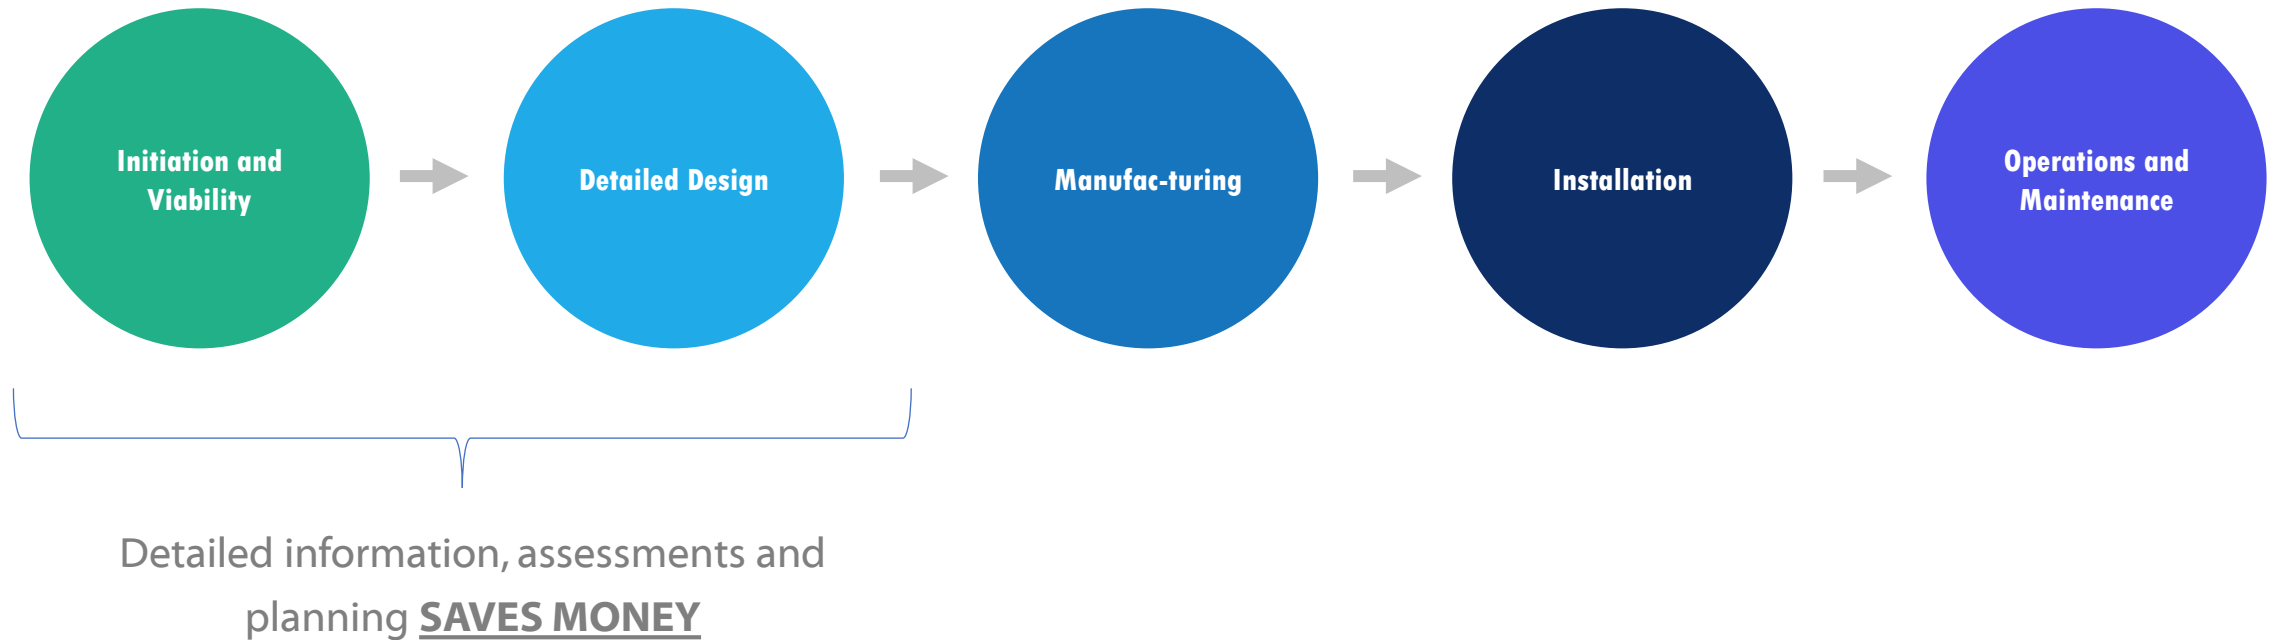 Initiation and
Viability
Detailed Design
Manufac-turing
Installation
Operations and
Maintenance
Detailed information, assessments and
planning SAVES MONEY